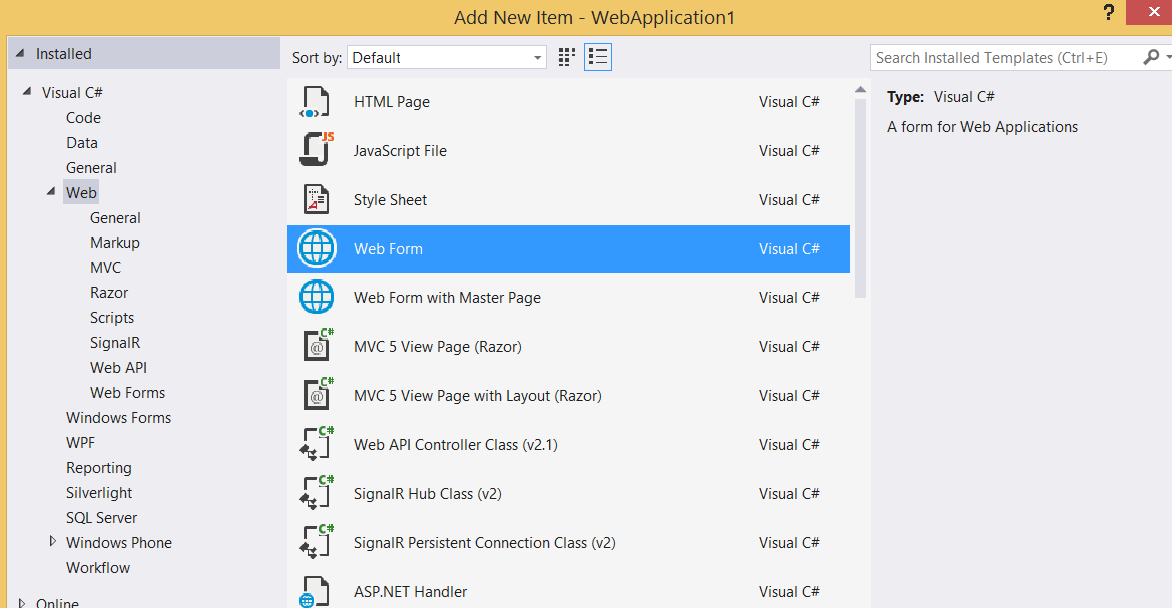 Add New Item - WebApplication1
?
Installed
Visual C#
Code
Data
General
Web
General
Markup
MVC
Razor
Scripts
SignalR
Web API
Web Forms
Windows Forms
WPF
Reporting
Silverlight
SQL Server
Windows Phone
Workflow
Online
Sort by: Default
HTML Page Visual C#
JS
JavaScript File Visual C#
A
Style Sheet Visual C#
Web Form Visual C#
Web Form with Master Page Visual C#
C#
@
MVC 5 View Page (Razor) Visual C#
C#
@
MVC 5 View Page with Layout (Razor) Visual C#
C#
Web API Controller Class (v2.1) Visual C#
C#
SignalR Hub Class (v2) Visual C#
C#
SignalR Persistent Connection Class (v2) Visual C#
ASP.NET Handler Visual C#
Search Installed Templates (Ctrl+E)
Type: Visual C#
A form for Web Applications